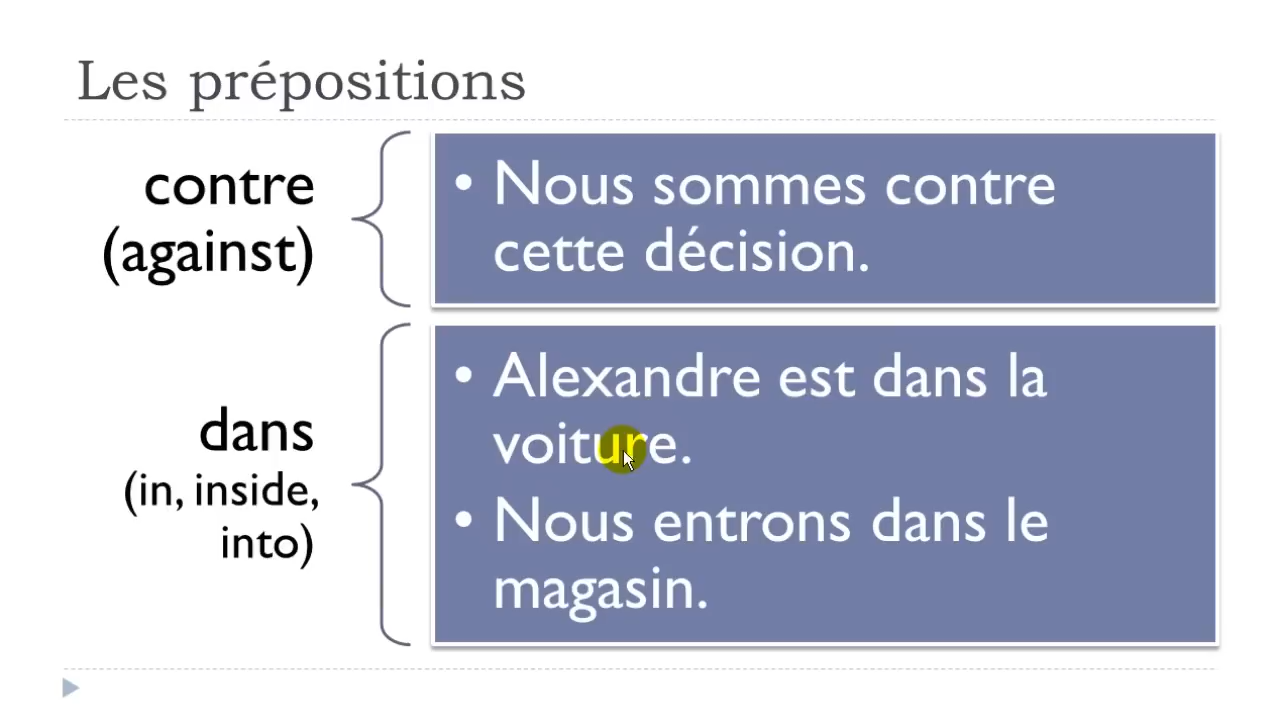 Les prépositions
contre
(against)
• Nous sommes contre
cette décision.
dans
(in, inside,
into)
• Alexandre est dans la
voiture.
• Nous entrons dans le
magasin.